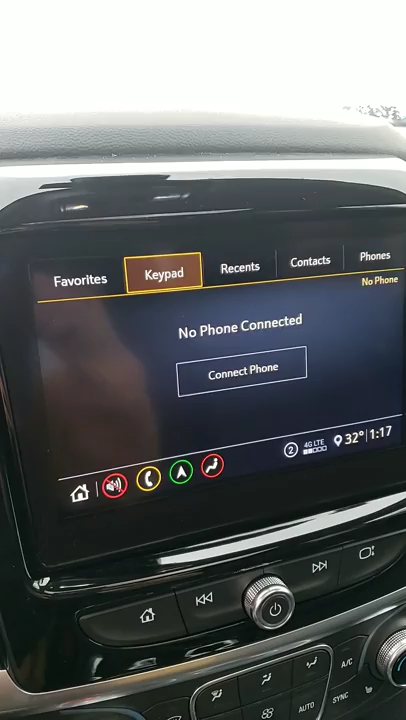 Favorites Keypad Recents Contacts Phones
No Phone
No Phone Connected
Connect Phone
2 4G LTE 32° 1:17
A/C
AUTO SYNC